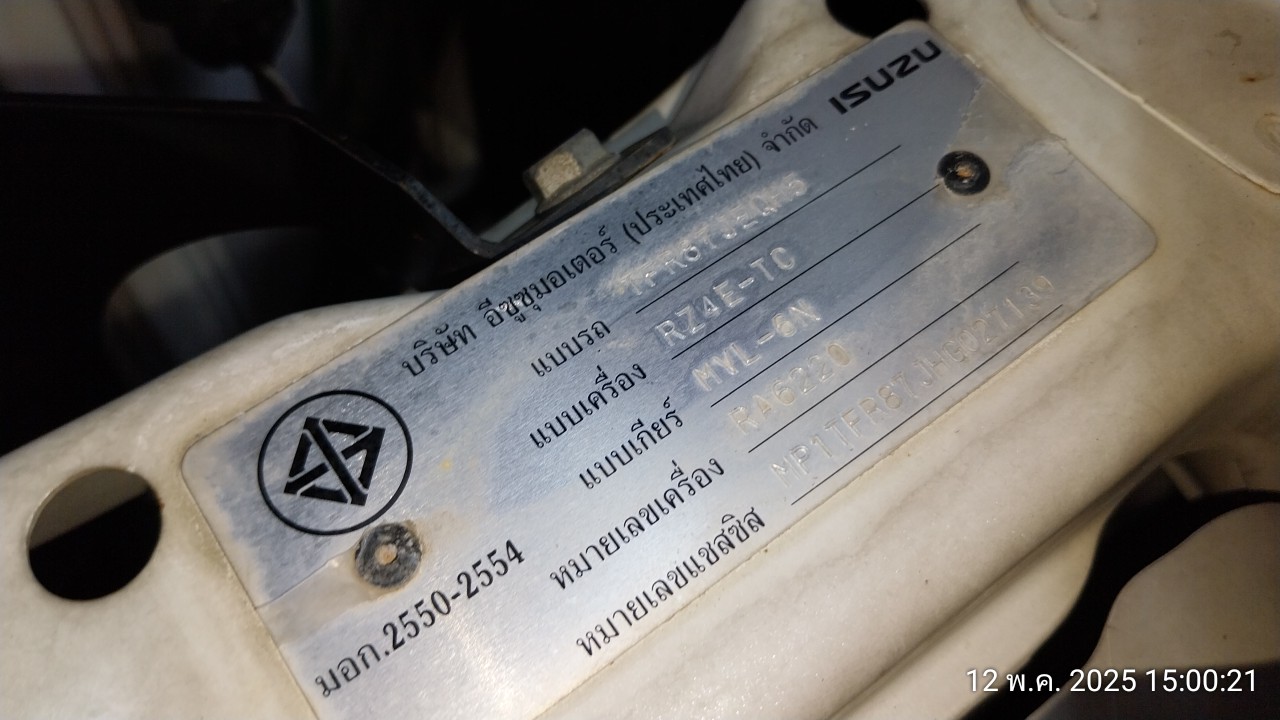 ISUZU
บริษัท อีซูซุมอเตอร์ (ประเทศไทย) จำกัด
แบบรถ
แบบเครื่อง RZ4E-TC
แบบเกียร์ MVL-6N
หมายเลขเครื่อง RA6220
หมายเลขแชสซีส
มอก.2550-2554
12 พ.ค. 2025 15:00:21